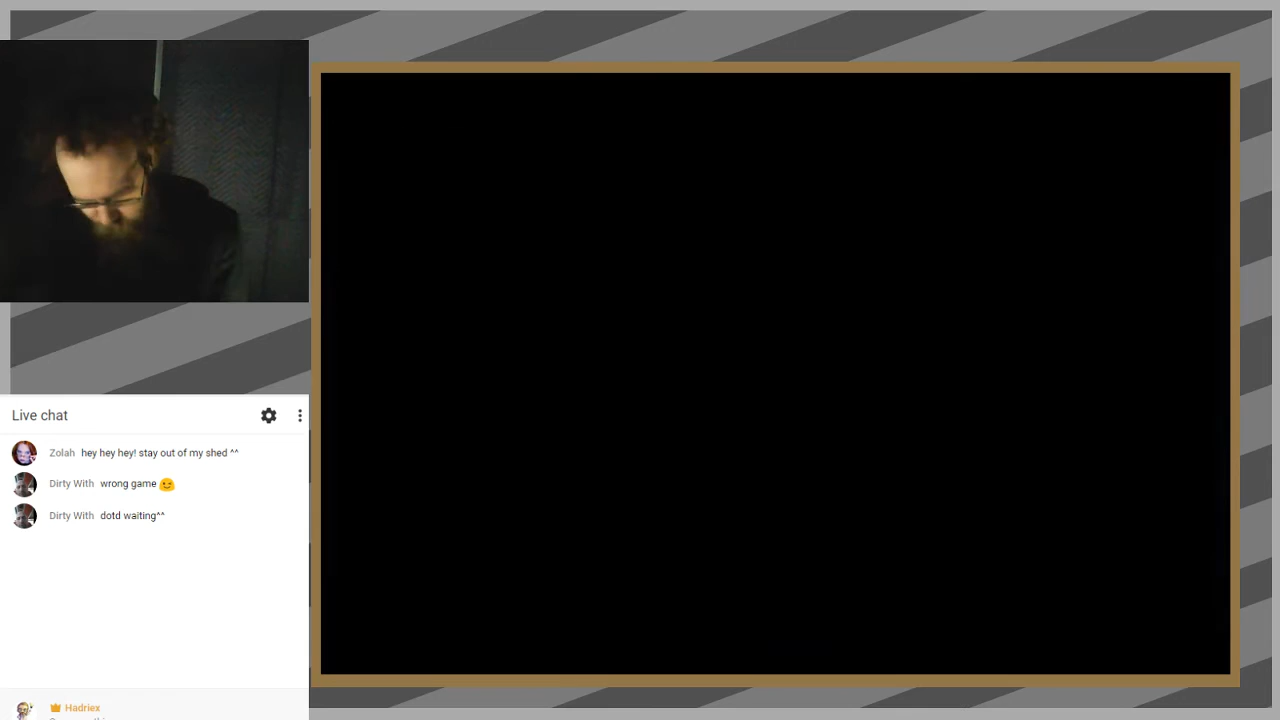 Live chat
Zolah hey hey hey! stay out of my shed ^^
Dirty With wrong game 😉
Dirty With dotd waiting^^
Hadriex